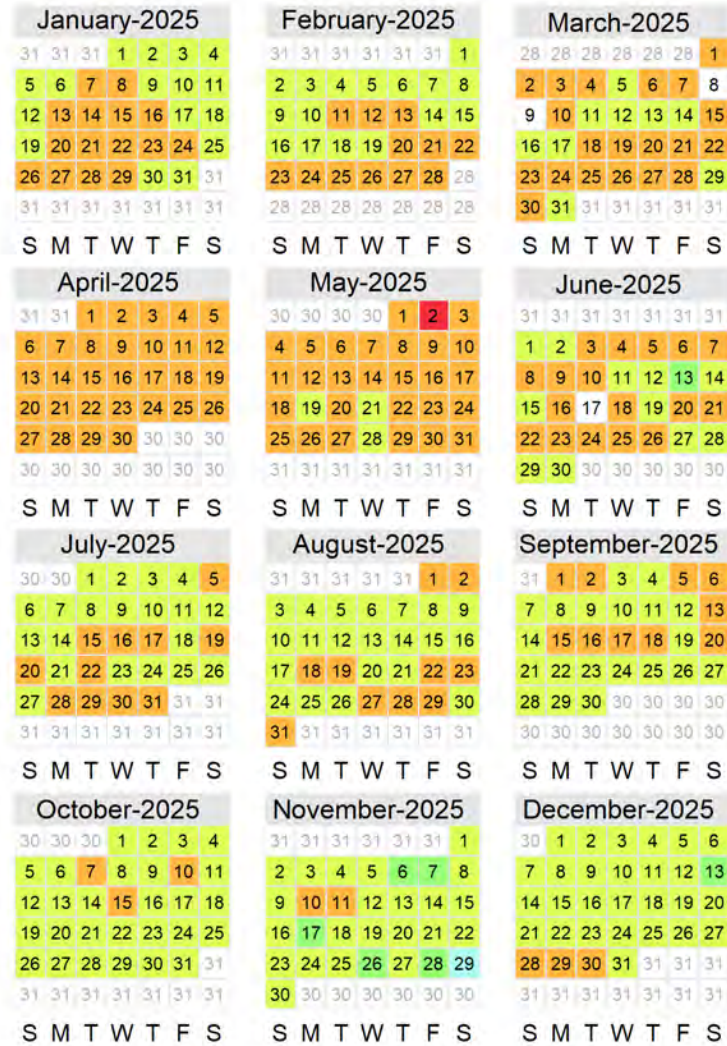 January-2025
31 31 31 1 2 3 4
5 6 7 8 9 10 11
12 13 14 15 16 17 18
19 20 21 22 23 24 25
26 27 28 29 30 31 31
31 31 31 31 31 31 31
S M T W T F S
February-2025
31 31 31 31 31 31 1
2 3 4 5 6 7 8
9 10 11 12 13 14 15
16 17 18 19 20 21 22
23 24 25 26 27 28 28
28 28 28 28 28 28 28
S M T W T F S
March-2025
28 28 28 28 28 28 1
2 3 4 5 6 7 8
9 10 11 12 13 14 15
16 17 18 19 20 21 22
23 24 25 26 27 28 29
30 31 31 31 31 31 31
S M T W T F S
April-2025
31 31 1 2 3 4 5
6 7 8 9 10 11 12
13 14 15 16 17 18 19
20 21 22 23 24 25 26
27 28 29 30 30 30 30
30 30 30 30 30 30 30
S M T W T F S
May-2025
30 30 30 30 1 2 3
4 5 6 7 8 9 10
11 12 13 14 15 16 17
18 19 20 21 22 23 24
25 26 27 28 29 30 31
31 31 31 31 31 31 31
S M T W T F S
June-2025
31 31 31 31 31 31 31
1 2 3 4 5 6 7
8 9 10 11 12 13 14
15 16 17 18 19 20 21
22 23 24 25 26 27 28
29 30 30 30 30 30 30
S M T W T F S
July-2025
30 30 1 2 3 4 5
6 7 8 9 10 11 12
13 14 15 16 17 18 19
20 21 22 23 24 25 26
27 28 29 30 31 31 31
31 31 31 31 31 31 31
S M T W T F S
August-2025
31 31 31 31 31 1 2
3 4 5 6 7 8 9
10 11 12 13 14 15 16
17 18 19 20 21 22 23
24 25 26 27 28 29 30
31 31 31 31 31 31 31
S M T W T F S
September-2025
31 1 2 3 4 5 6
7 8 9 10 11 12 13
14 15 16 17 18 19 20
21 22 23 24 25 26 27
28 29 30 30 30 30 30
30 30 30 30 30 30 30
S M T W T F S
October-2025
30 30 30 1 2 3 4
5 6 7 8 9 10 11
12 13 14 15 16 17 18
19 20 21 22 23 24 25
26 27 28 29 30 31 31
31 31 31 31 31 31 31
S M T W T F S
November-2025
31 31 31 31 31 31 1
2 3 4 5 6 7 8
9 10 11 12 13 14 15
16 17 18 19 20 21 22
23 24 25 26 27 28 29
30 30 30 30 30 30 30
S M T W T F S
December-2025
30 1 2 3 4 5 6
7 8 9 10 11 12 13
14 15 16 17 18 19 20
21 22 23 24 25 26 27
28 29 30 31 31 31 31
31 31 31 31 31 31 31
S M T W T F S